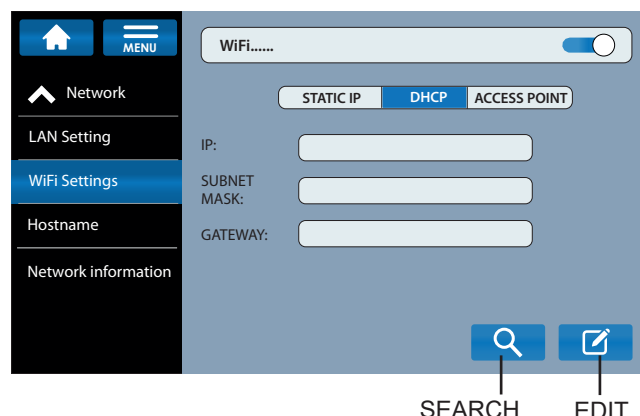 MENU
WiFi......
Network
STATIC IP DHCP ACCESS POINT
LAN Setting
IP:
WiFi Settings
SUBNET
MASK:
Hostname
GATEWAY:
Network information
SEARCH EDIT